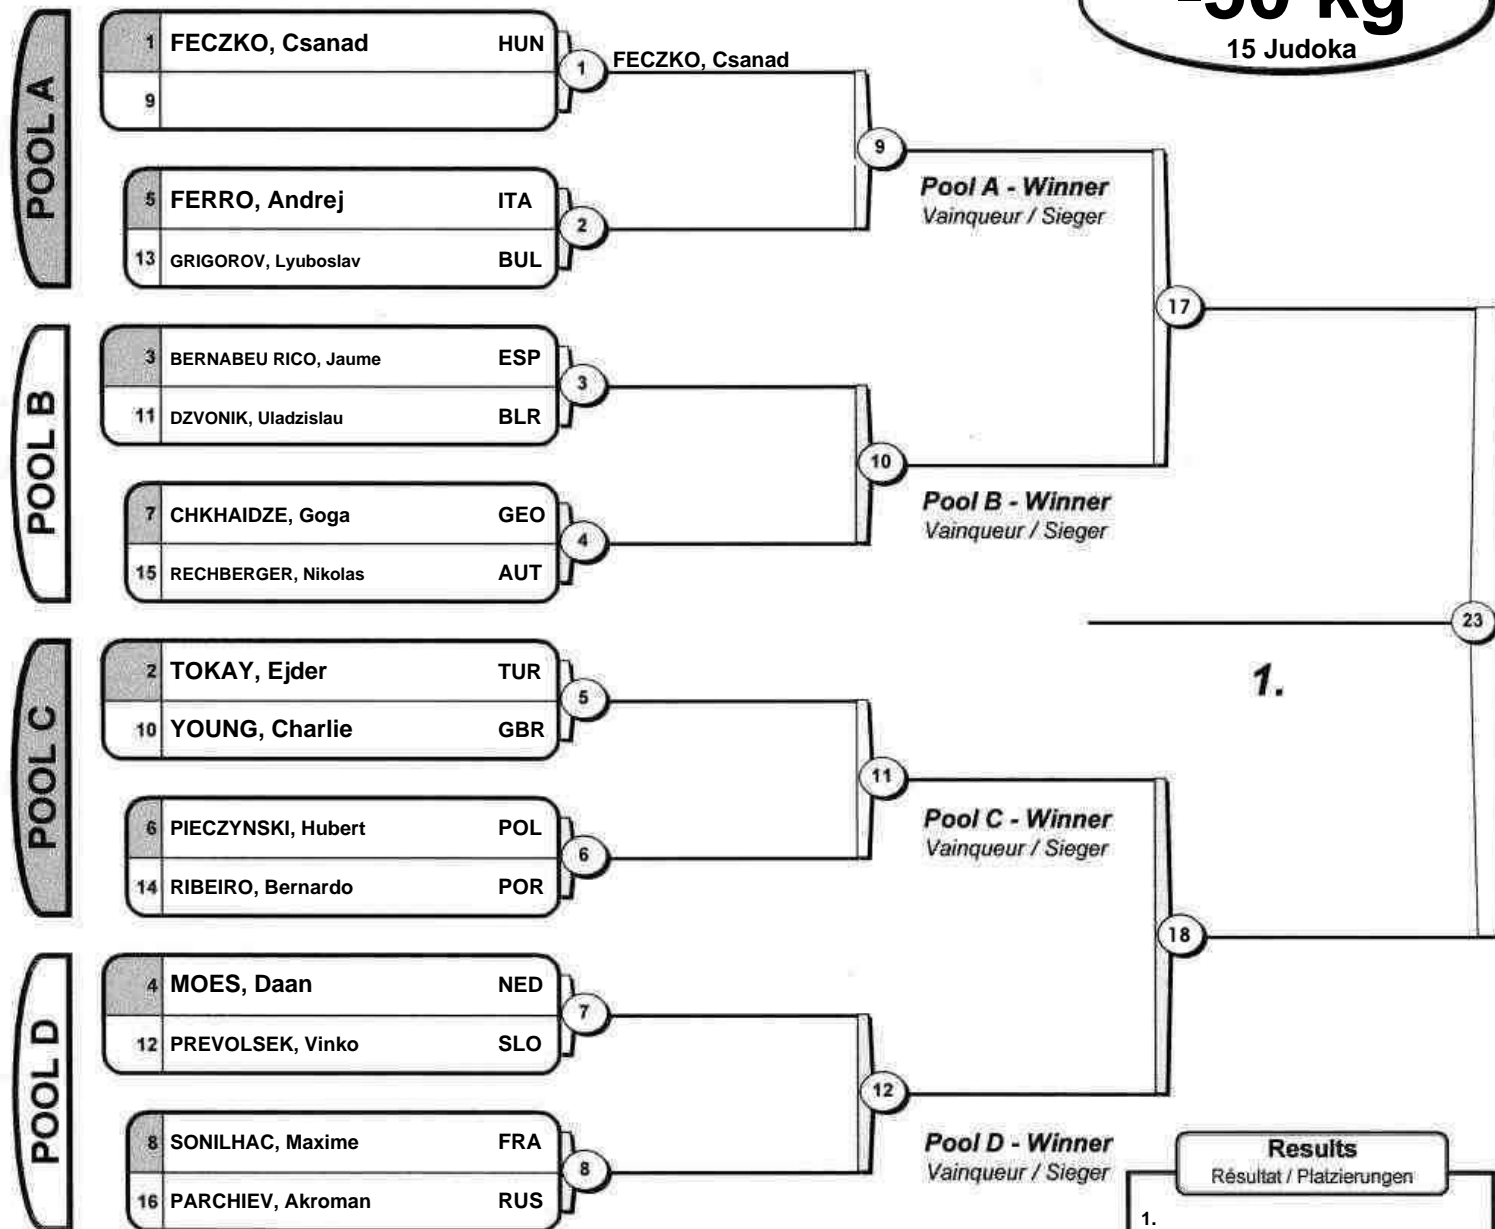 -50 kg
15 Judoka
POOL A
1 FECZKO, Csanad HUN
9
1
FECZKO, Csanad
5 FERRO, Andrej ITA
13 GRIGOROV, Lyuboslav BUL
2
9
Pool A - Winner
Vainqueur / Sieger
POOL B
3 BERNABEU RICO, Jaume ESP
11 DZVONIK, Uladzislau BLR
3
7 CHKHAIDZE, Goga GEO
15 RECHBERGER, Nikolas AUT
4
10
Pool B - Winner
Vainqueur / Sieger
17
23
1.
POOL C
2 TOKAY, Ejder TUR
10 YOUNG, Charlie GBR
5
6 PIECZYNSKI, Hubert POL
14 RIBEIRO, Bernardo POR
6
11
Pool C - Winner
Vainqueur / Sieger
18
POOL D
4 MOES, Daan NED
12 PREVOLSEK, Vinko SLO
7
8 SONILHAC, Maxime FRA
16 PARCHIEV, Akroman RUS
8
12
Pool D - Winner
Vainqueur / Sieger
Results
Résultat / Platzierungen
1.